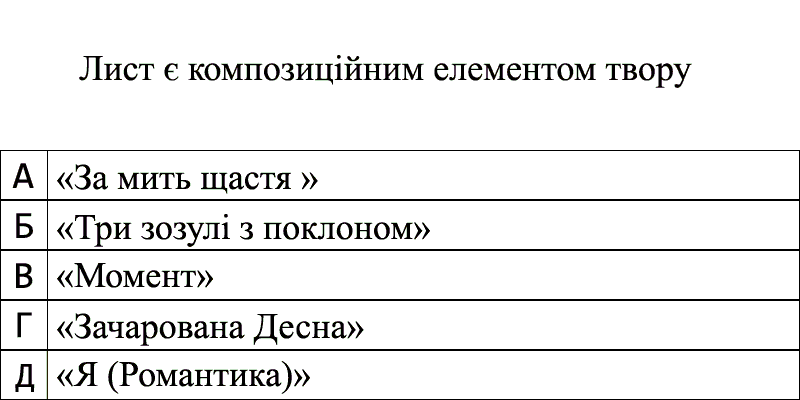 Лист є композиційним елементом твору
А «За мить щастя »
Б «Три зозулі з поклоном»
В «Момент»
Г «Зачарована Десна»
Д «Я (Романтика)»